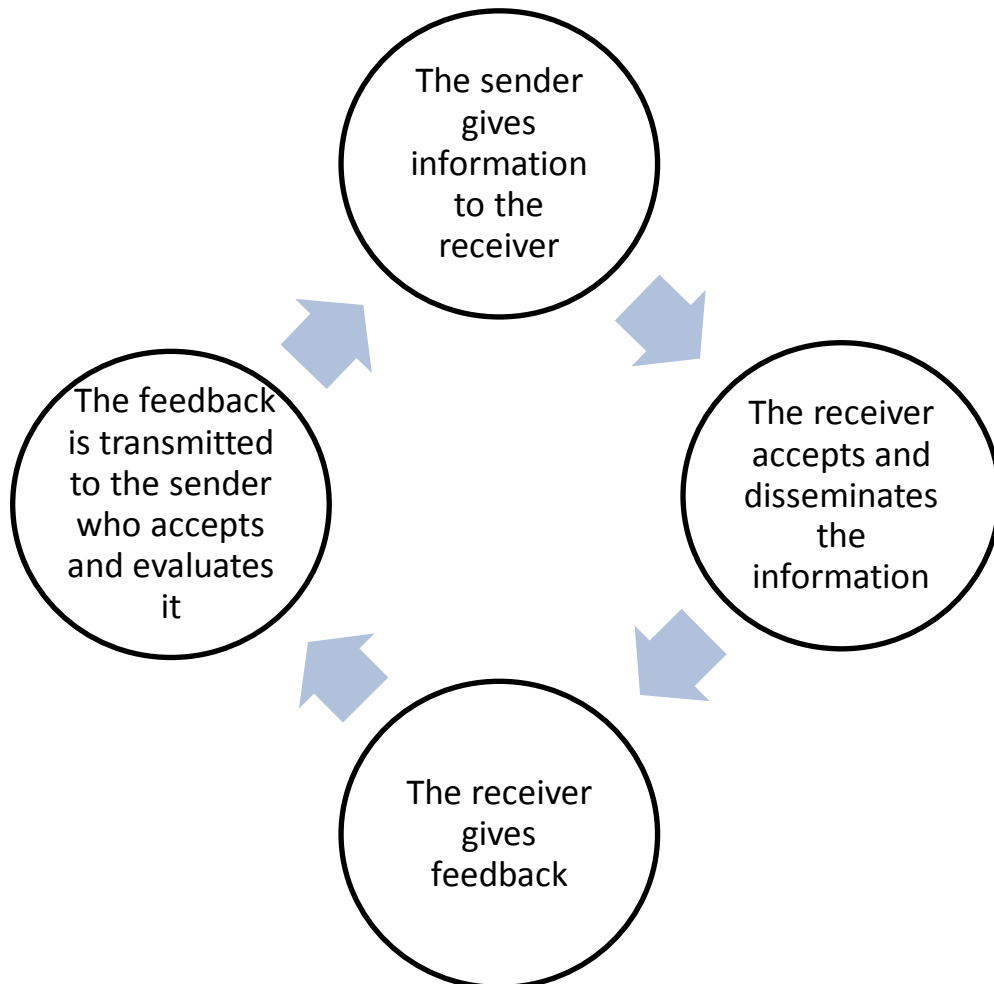 The sender
gives
information
to the
receiver
The receiver
accepts and
disseminates
the
information
The receiver
gives
feedback
The feedback
is transmitted
to the sender
who accepts
and evaluates
it